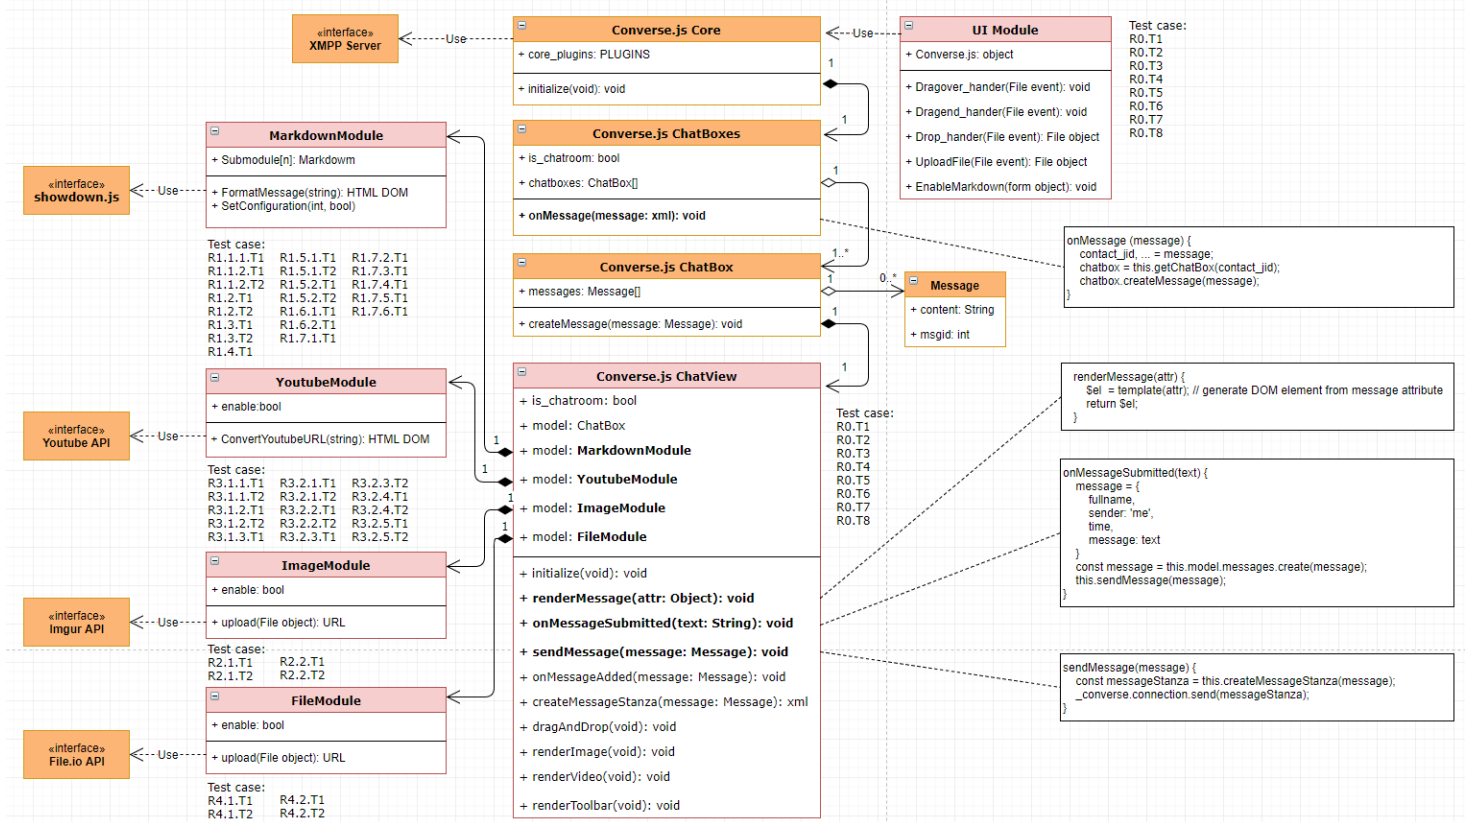 «interface»
XMPP Server
Use
Converse.js Core
+ core_plugins: PLUGINS
+ initialize(void): void
1
1
Use
UI Module
+ Converse.js: object
+ Dragover_hander(File event): void
+ Dragend_hander(File event): void
+ Drop_hander(File event): File object
+ UploadFile(File event): File object
+ EnableMarkdown(form object): void
Test case:
R0.T1
R0.T2
R0.T3
R0.T4
R0.T5
R0.T6
R0.T7
R0.T8
«interface»
showdown.js
Use
MarkdownModule
+ Submodule[n]: Markdowm
+ FormatMessage(string): HTML DOM
+ SetConfiguration(int, bool)
Test case:
R1.1.1.T1 R1.5.1.T1 R1.7.2.T1
R1.1.2.T1 R1.5.1.T2 R1.7.3.T1
R1.1.2.T2 R1.5.2.T1 R1.7.4.T1
R1.2.T1 R1.5.2.T2 R1.7.5.T1
R1.2.T2 R1.6.1.T1 R1.7.6.T1
R1.3.T1 R1.6.2.T1
R1.3.T2 R1.7.1.T1
R1.4.T1
Converse.js ChatBoxes
+ is_chatroom: bool
+ chatboxes: ChatBox[]
+ onMessage(message: xml): void
1
1..*
onMessage (message) {
contact_jid, ... = message;
chatbox = this.getChatBox(contact_jid);
chatbox.createMessage(message);
}
Converse.js ChatBox
+ messages: Message[]
+ createMessage(message: Message): void
1
0..*
1
1
Message
+ content: String
+ msgid: int
«interface»
Youtube API
Use
YoutubeModule
+ enable:bool
+ ConvertYoutubeURL(string): HTML DOM
Test case:
R3.1.1.T1 R3.2.1.T1 R3.2.3.T2
R3.1.1.T2 R3.2.1.T2 R3.2.4.T1
R3.1.2.T1 R3.2.2.T1 R3.2.4.T2
R3.1.2.T2 R3.2.2.T2 R3.2.5.T1
R3.1.3.T1 R3.2.3.T1 R3.2.5.T2
«interface»
Imgur API
Use
ImageModule
+ enable: bool
+ upload(File object): URL
Test case:
R2.1.T1 R2.2.T1
R2.1.T2 R2.2.T2
«interface»
File.io API
Use
FileModule
+ enable: bool
+ upload(File object): URL
Test case:
R4.1.T1 R4.2.T1
R4.1.T2 R4.2.T2
1
1
1
1
Converse.js ChatView
+ is_chatroom: bool
+ model: ChatBox
+ model: MarkdownModule
+ model: YoutubeModule
+ model: ImageModule
+ model: FileModule
+ initialize(void): void
+ renderMessage(attr: Object): void
+ onMessageSubmitted(text: String): void
+ sendMessage(message: Message): void
+ onMessageAdded(message: Message): void
+ createMessageStanza(message: Message): xml
+ dragAndDrop(void): void
+ renderImage(void): void
+ renderVideo(void): void
+ renderToolbar(void): void
Test case:
R0.T1
R0.T2
R0.T3
R0.T4
R0.T5
R0.T6
R0.T7
R0.T8
renderMessage(attr) {
$el = template(attr); // generate DOM element from message attribute
return $el;
}
onMessageSubmitted(text) {
message = {
fullname,
sender: 'me',
time,
message: text
}
const message = this.model.messages.create(message);
this.sendMessage(message);
}
sendMessage(message) {
const messageStanza = this.createMessageStanza(message);
_converse.connection.send(messageStanza);
}